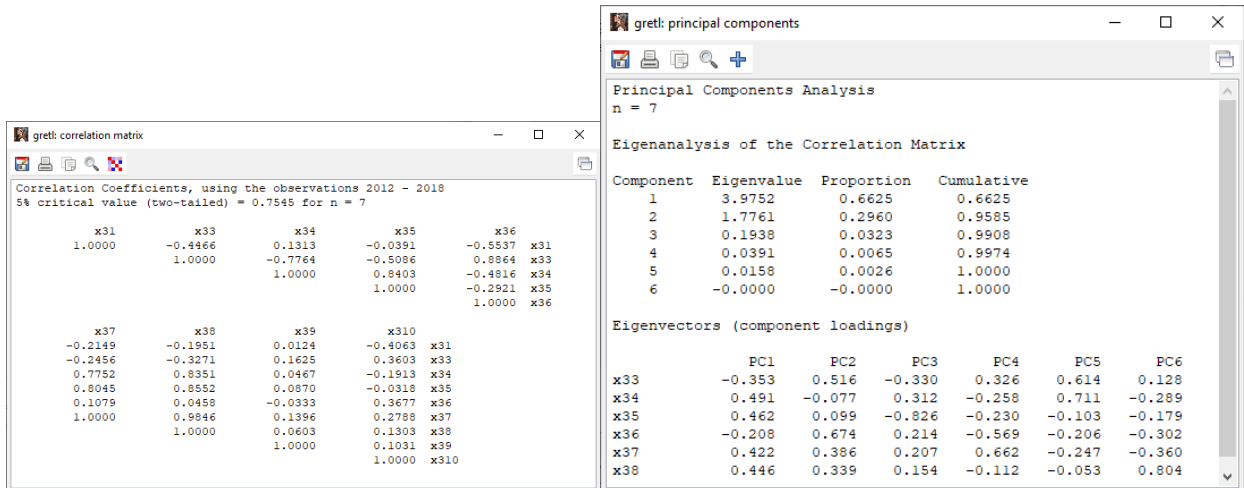 gretl: correlation matrix
Correlation Coefficients, using the observations 2012 - 2018
5% critical value (two-tailed) = 0.7545 for n = 7
x31 x33 x34 x35 x36
1.0000 -0.4466 0.1313 -0.0391 -0.5537 x31
1.0000 -0.7764 -0.5086 0.8864 x33
1.0000 0.8403 -0.4816 x34
1.0000 -0.2921 x35
1.0000 x36
x37 x38 x39 x310
-0.2149 -0.1951 0.0124 -0.4063 x31
-0.2456 -0.3271 0.1625 0.3603 x33
0.7752 0.8351 0.0467 -0.1913 x34
0.8045 0.8552 0.0870 -0.0318 x35
0.1079 0.0458 -0.0333 0.3677 x36
1.0000 0.9846 0.1396 0.2788 x37
1.0000 0.0603 0.1303 x38
1.0000 0.1031 x39
1.0000 x310
gretl: principal components
Principal Components Analysis
n = 7
Eigenanalysis of the Correlation Matrix
Component Eigenvalue Proportion Cumulative
1 3.9752 0.6625 0.6625
2 1.7761 0.2960 0.9585
3 0.1938 0.0323 0.9908
4 0.0391 0.0065 0.9974
5 0.0158 0.0026 1.0000
6 -0.0000 -0.0000 1.0000
Eigenvectors (component loadings)
PC1 PC2 PC3 PC4 PC5 PC6
x33 -0.353 0.516 -0.330 0.326 0.614 0.128
x34 0.491 -0.077 0.312 -0.258 0.711 -0.289
x35 0.462 0.099 -0.826 -0.230 -0.103 -0.179
x36 -0.208 0.674 0.214 -0.569 -0.206 -0.302
x37 0.422 0.386 0.207 0.662 -0.247 -0.360
x38 0.446 0.339 0.154 -0.112 -0.053 0.804